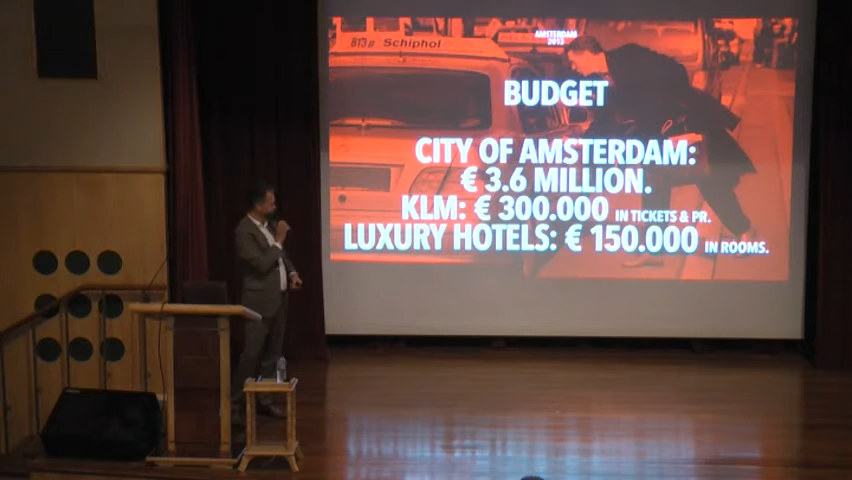 813B Schiphol
AMSTERDAM
2013
BUDGET
CITY OF AMSTERDAM:
€ 3.6 MILLION.
KLM: € 300.000 IN TICKETS & PR.
LUXURY HOTELS: € 150.000 IN ROOMS.